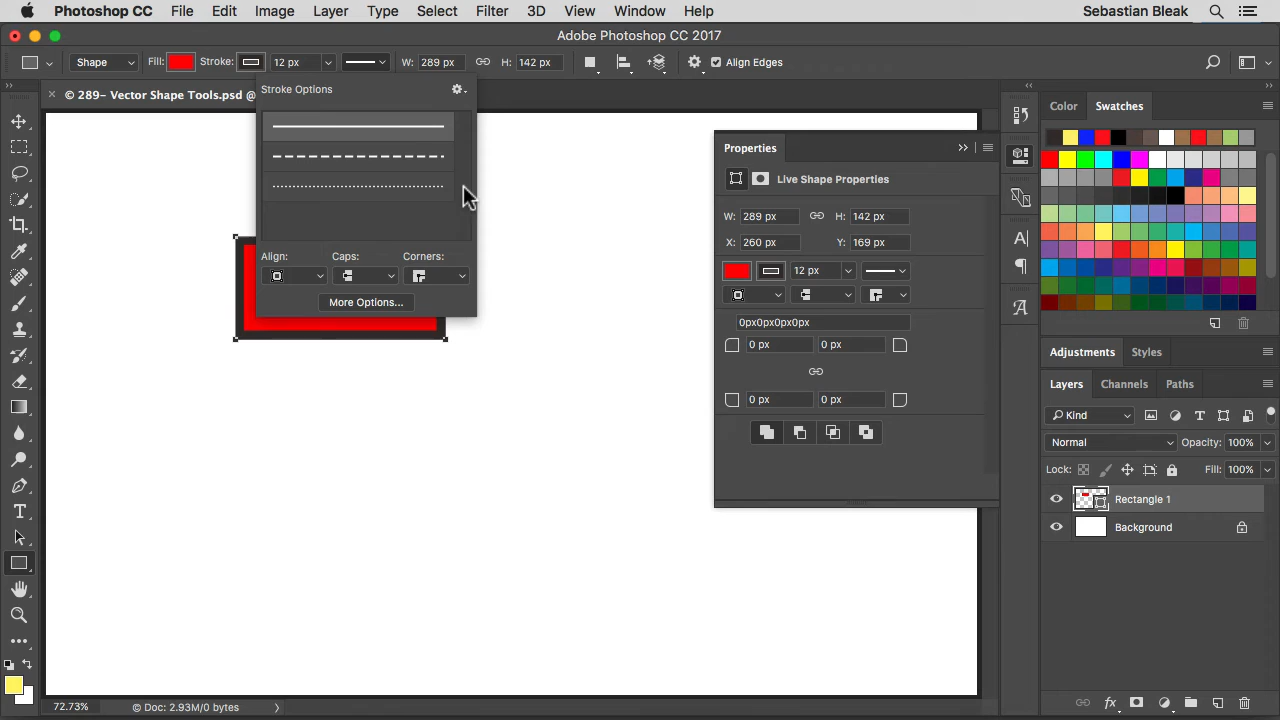 Photoshop CC File Edit Image Layer Type Select Filter 3D View Window Help Sebastian Bleak
Adobe Photoshop CC 2017
Shape Fill: Stroke: 12 px W: 289 px H: 142 px Align Edges
© 289- Vector Shape Tools.psd @
Stroke Options
Align: Caps: Corners:
More Options...
Properties
Live Shape Properties
W: 289 px H: 142 px
X: 260 px Y: 169 px
12 px
0px0px0px0px
0 px 0 px
0 px 0 px
Color Swatches
Adjustments Styles
Layers Channels Paths
Kind
Normal Opacity: 100%
Lock: Fill: 100%
Rectangle 1
Background
72.73% Doc: 2.93M/0 bytes